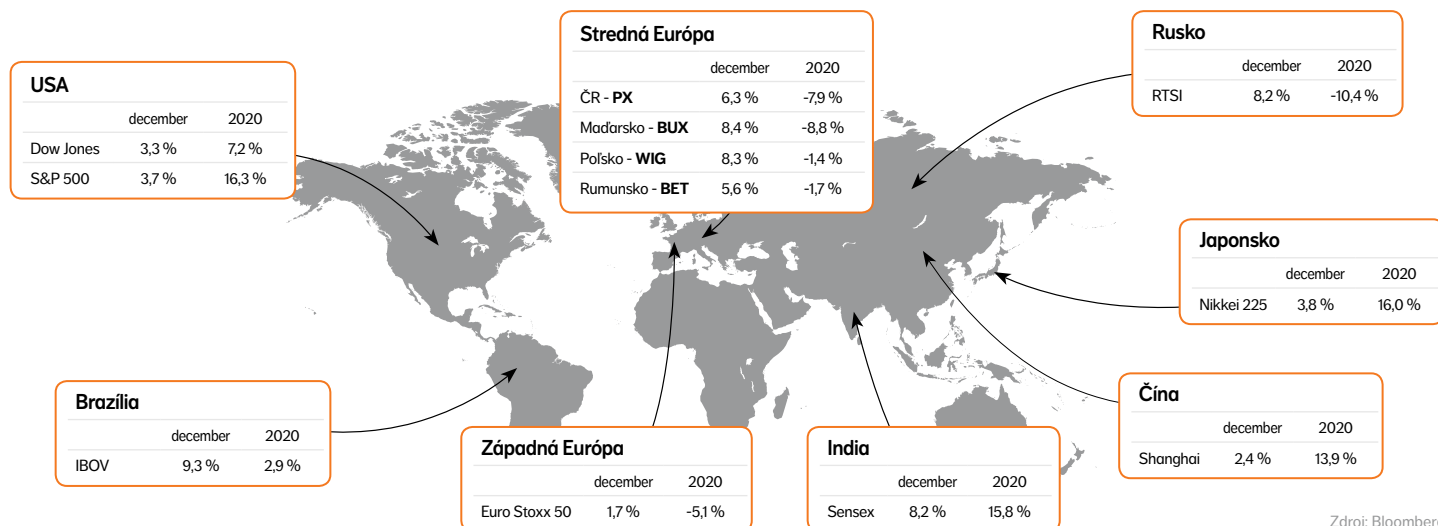 USA
december 2020
Dow Jones 3,3 % 7,2 %
S&P 500 3,7 % 16,3 %
Stredná Európa
december 2020
ČR - PX 6,3 % -7,9 %
Maďarsko - BUX 8,4 % -8,8 %
Poľsko - WIG 8,3 % -1,4 %
Rumunsko - BET 5,6 % -1,7 %
Rusko
december 2020
RTSI 8,2 % -10,4 %
Japonsko
december 2020
Nikkei 225 3,8 % 16,0 %
Brazília
december 2020
IBOV 9,3 % 2,9 %
Západná Európa
december 2020
Euro Stoxx 50 1,7 % -5,1 %
India
december 2020
Sensex 8,2 % 15,8 %
Čína
december 2020
Shanghai 2,4 % 13,9 %
Zdroj: Bloomber